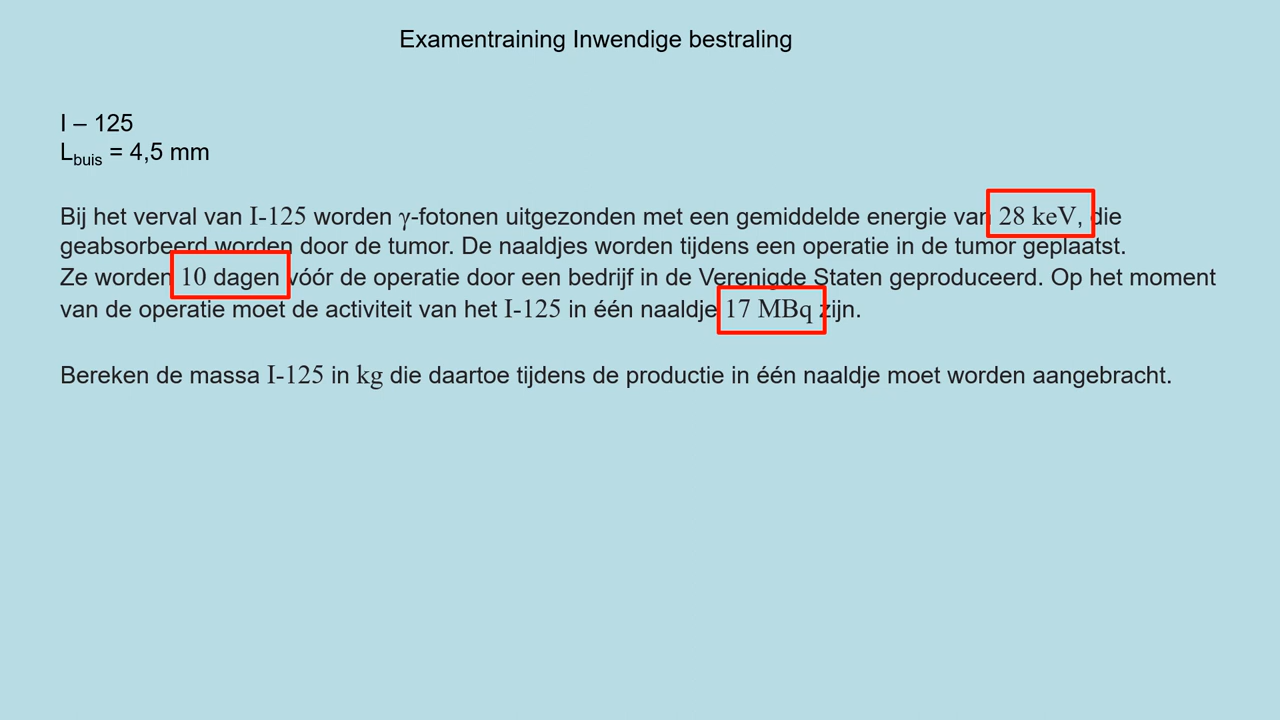 Examentraining Inwendige bestraling
I – 125
Lbuis = 4,5 mm
Bij het verval van I-125 worden γ-fotonen uitgezonden met een gemiddelde energie van 28 keV, die
geabsorbeerd worden door de tumor. De naaldjes worden tijdens een operatie in de tumor geplaatst.
Ze worden 10 dagen vóór de operatie door een bedrijf in de Verenigde Staten geproduceerd. Op het moment
van de operatie moet de activiteit van het I-125 in één naaldje 17 MBq zijn.
Bereken de massa I-125 in kg die daartoe tijdens de productie in één naaldje moet worden aangebracht.